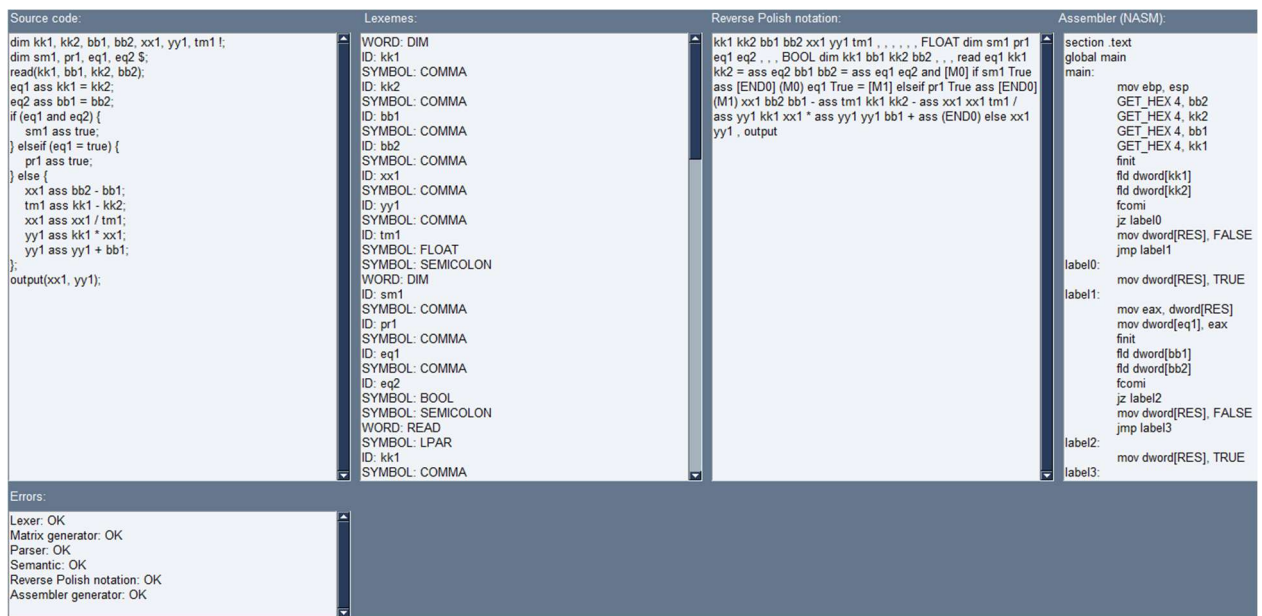 Source code:
dim kk1, kk2, bb1, bb2, xx1, yy1, tm1 !;
dim sm1, pr1, eq1, eq2 $;
read(kk1, bb1, kk2, bb2);
eq1 ass kk1 = kk2;
eq2 ass bb1 = bb2;
if (eq1 and eq2) {
sm1 ass true;
} elseif (eq1 = true) {
pr1 ass true;
} else {
xx1 ass bb2 - bb1;
tm1 ass kk1 - kk2;
xx1 ass xx1 / tm1;
yy1 ass kk1 * xx1;
yy1 ass yy1 + bb1;
};
output(xx1, yy1);
Lexemes:
WORD: DIM
ID: kk1
SYMBOL: COMMA
ID: kk2
SYMBOL: COMMA
ID: bb1
SYMBOL: COMMA
ID: bb2
SYMBOL: COMMA
ID: xx1
SYMBOL: COMMA
ID: yy1
SYMBOL: COMMA
ID: tm1
SYMBOL: FLOAT
SYMBOL: SEMICOLON
WORD: DIM
ID: sm1
SYMBOL: COMMA
ID: pr1
SYMBOL: COMMA
ID: eq1
SYMBOL: COMMA
ID: eq2
SYMBOL: BOOL
SYMBOL: SEMICOLON
WORD: READ
SYMBOL: LPAR
ID: kk1
SYMBOL: COMMA
Reverse Polish notation:
kk1 kk2 bb1 bb2 xx1 yy1 tm1 , , , , , , FLOAT dim sm1 pr1
eq1 eq2 , , , BOOL dim kk1 bb1 kk2 bb2 , , , read eq1 kk1
kk2 = ass eq2 bb1 bb2 = ass eq1 eq2 and [M0] if sm1 True
ass [END0] (M0) eq1 True = [M1] elseif pr1 True ass [END0]
(M1) xx1 bb2 bb1 - ass tm1 kk1 kk2 - ass xx1 xx1 tm1 /
ass yy1 kk1 xx1 * ass yy1 yy1 bb1 + ass (END0) else xx1
yy1 , output
Assembler (NASM):
section .text
global main
main:
mov ebp, esp
GET_HEX 4, bb2
GET_HEX 4, kk2
GET_HEX 4, bb1
GET_HEX 4, kk1
finit
fld dword[kk1]
fld dword[kk2]
fcomi
jz label0
mov dword[RES], FALSE
jmp label1
label0:
mov dword[RES], TRUE
label1:
mov eax, dword[RES]
mov dword[eq1], eax
finit
fld dword[bb1]
fld dword[bb2]
fcomi
jz label2
mov dword[RES], FALSE
jmp label3
label2:
mov dword[RES], TRUE
label3:
Errors:
Lexer: OK
Matrix generator: OK
Parser: OK
Semantic: OK
Reverse Polish notation: OK
Assembler generator: OK